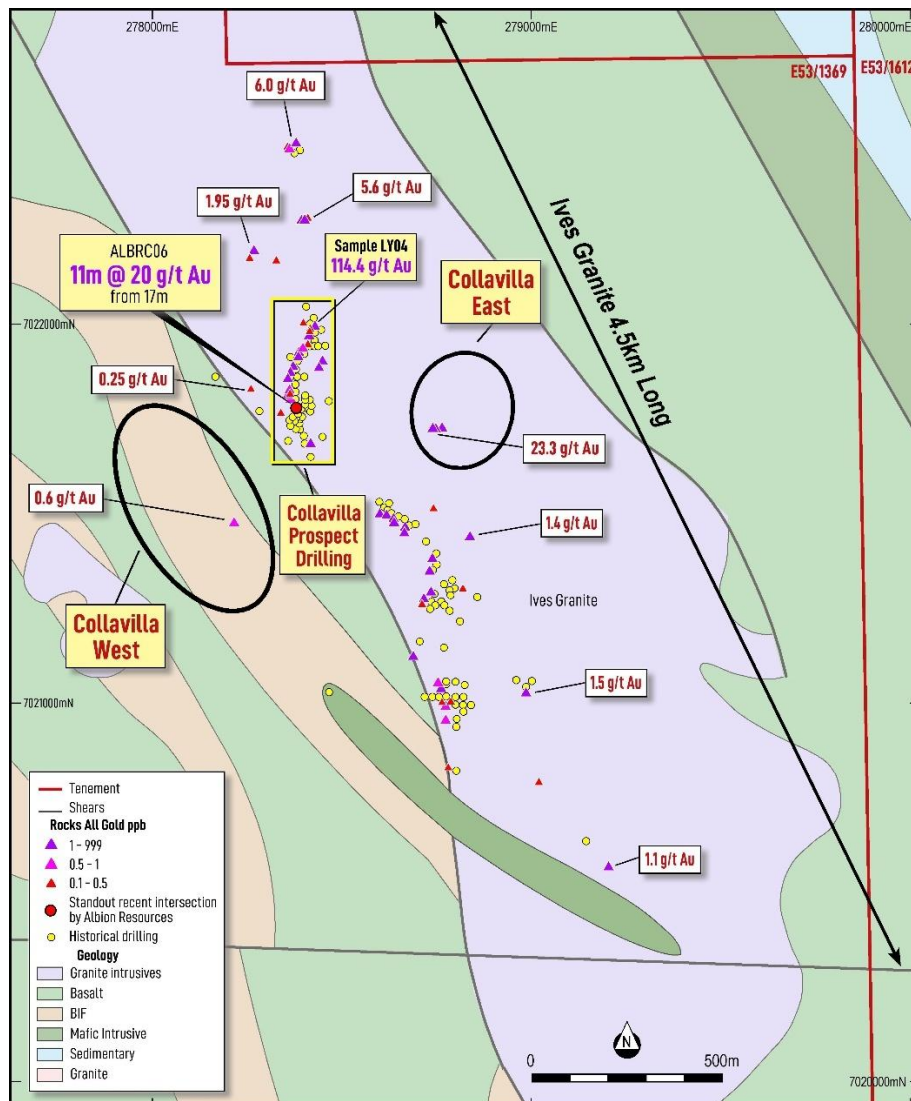 278000mE
279000mE
280000mE
E53/1369
E53/1612
6.0 g/t Au
5.6 g/t Au
1.95 g/t Au
ALBRC06
11m @ 20 g/t Au
from 17m
Sample LY04
114.4 g/t Au
Collavilla
East
Ives Granite 4.5km Long
7022000mN
0.25 g/t Au
23.3 g/t Au
0.6 g/t Au
Collavilla
Prospect
Drilling
1.4 g/t Au
Ives Granite
Collavilla
West
1.5 g/t Au
7021000mN
1.1 g/t Au
Tenement
Shears
Rocks All Gold ppb
1 – 999
0.5 – 1
0.1 – 0.5
Standout recent intersection
by Albion Resources
Historical drilling
Geology
Granite intrusives
Basalt
BIF
Mafic Intrusive
Sedimentary
Granite
N
0
500m
7020000mN